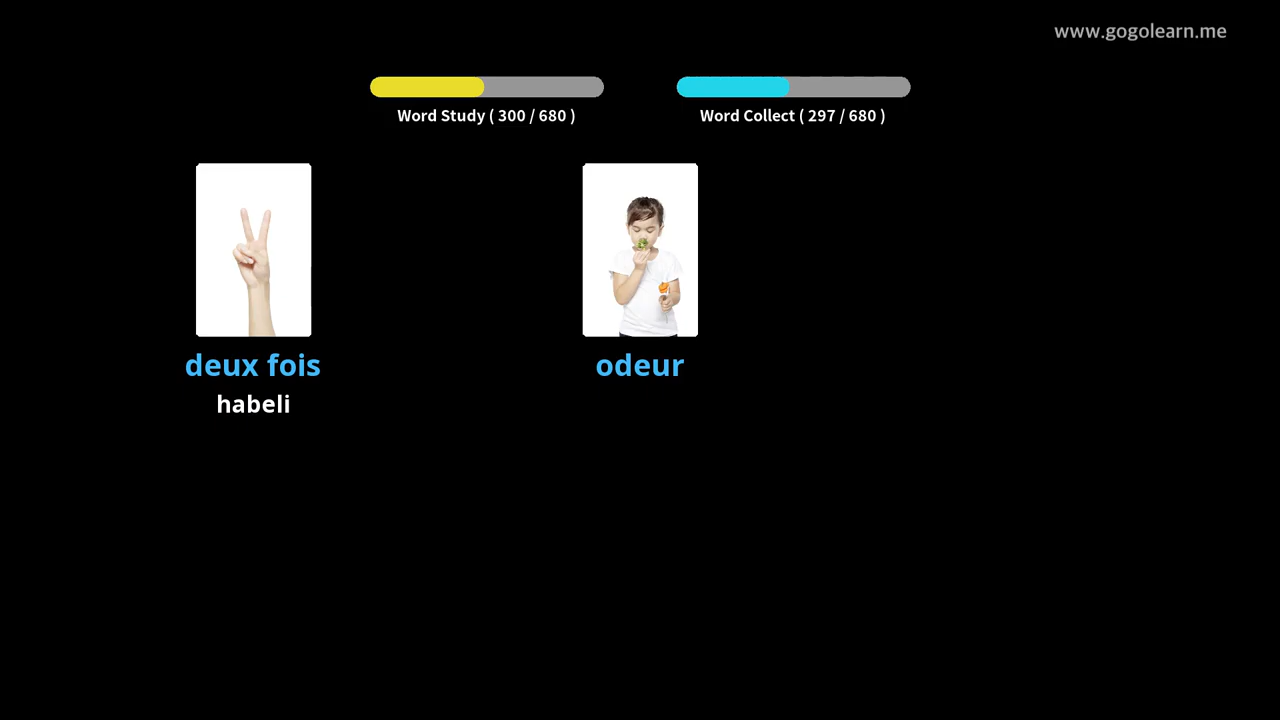 www.gogolearn.me
Word Study ( 300 / 680 )
Word Collect ( 297 / 680 )
deux fois
habeli
odeur